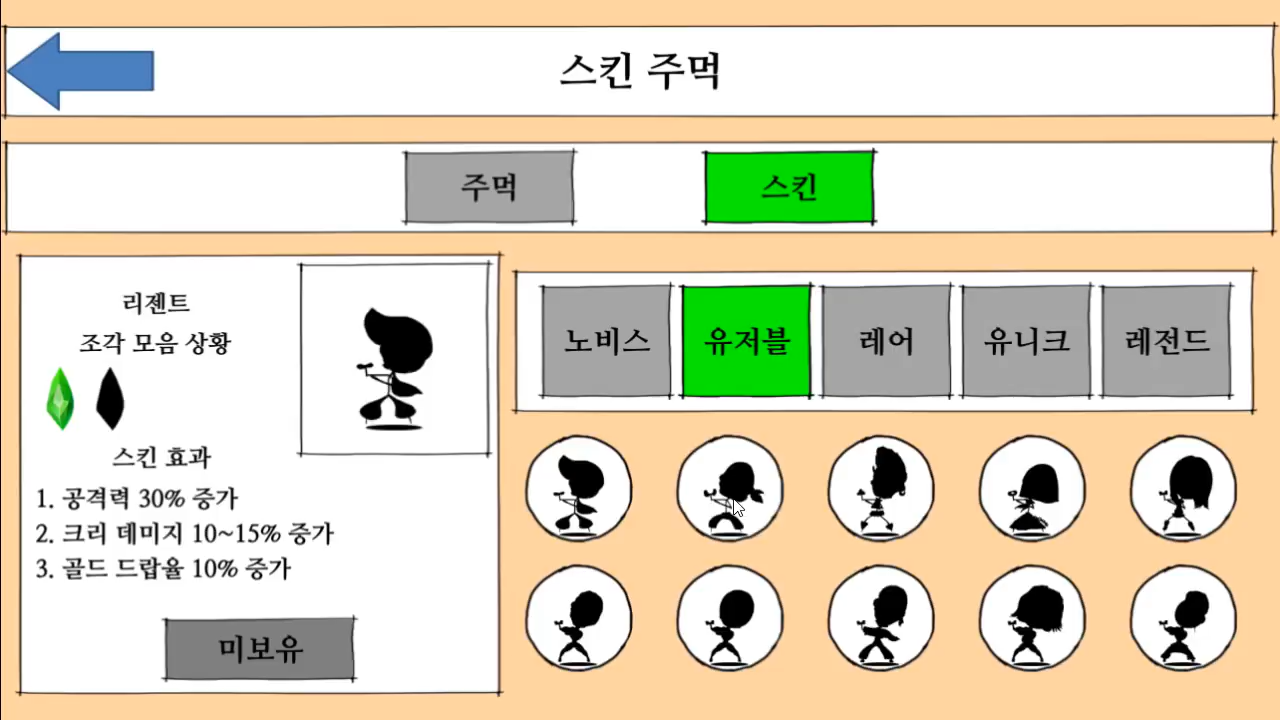 스킨 주먹
주먹
스킨
리젠트
조각 모음 상황
스킨 효과
1. 공격력 30% 증가
2. 크리 데미지 10~15% 증가
3. 골드 드랍율 10% 증가
미보유
노비스
유저블
레어
유니크
레전드